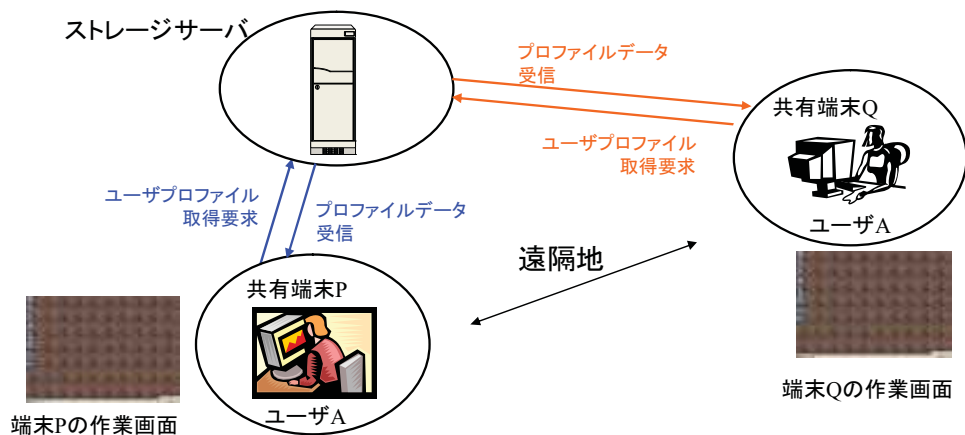 ストレージサーバ
プロファイルデータ
受信
共有端末Q
ユーザプロファイル
取得要求
ユーザA
ユーザプロファイル
取得要求
プロファイルデータ
受信
遠隔地
共有端末P
ユーザA
端末Pの作業画面
端末Qの作業画面